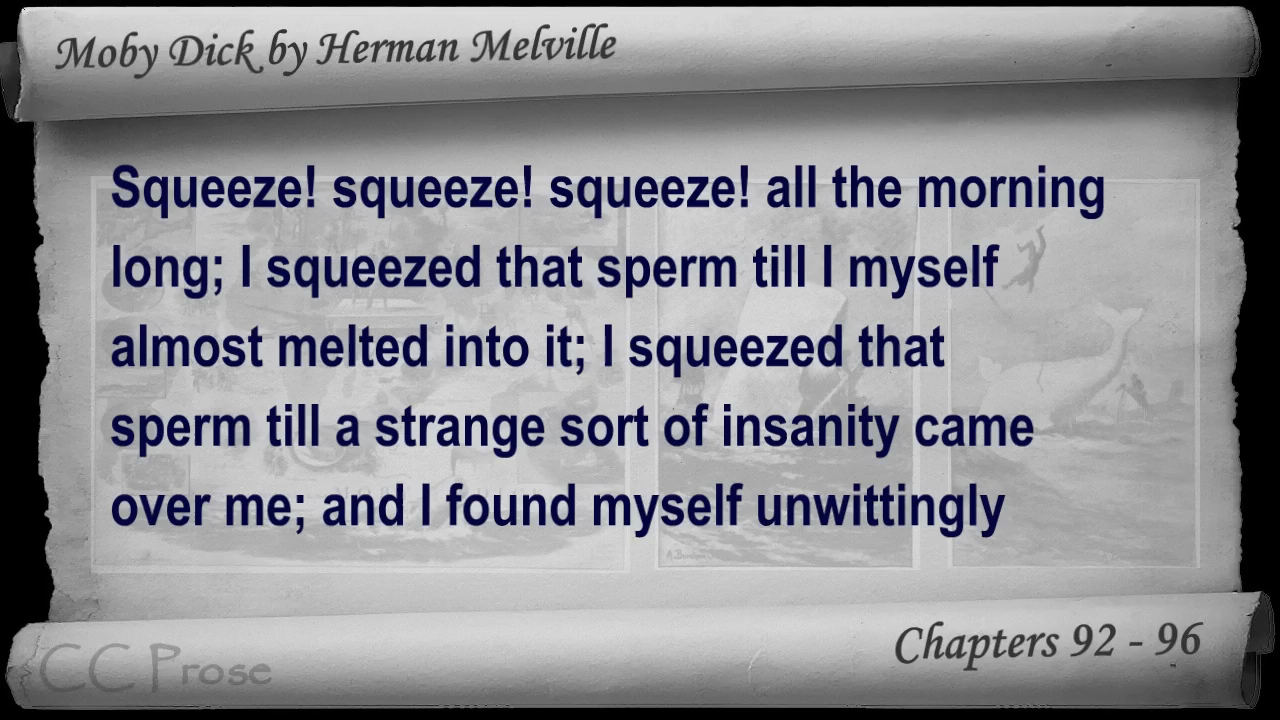 Moby Dick by Herman Melville
Squeeze! squeeze! squeeze! all the morning
long; I squeezed that sperm till I myself
almost melted into it; I squeezed that
sperm till a strange sort of insanity came
over me; and I found myself unwittingly
Chapters 92 - 96
CC Prose